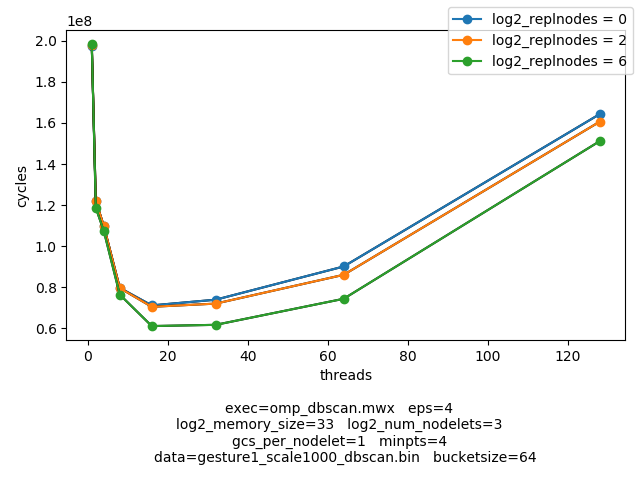 1e8
log2_replnodes = 0
log2_replnodes = 2
log2_replnodes = 6
2.0
1.8
1.6
1.4
1.2
1.0
0.8
0.6
cycles
0 20 40 60 80 100 120
threads
exec=omp_dbscan.mwx eps=4
log2_memory_size=33 log2_num_nodelets=3
gcs_per_nodelet=1 minpts=4
data=gesture1_scale1000_dbscan.bin bucketsize=64